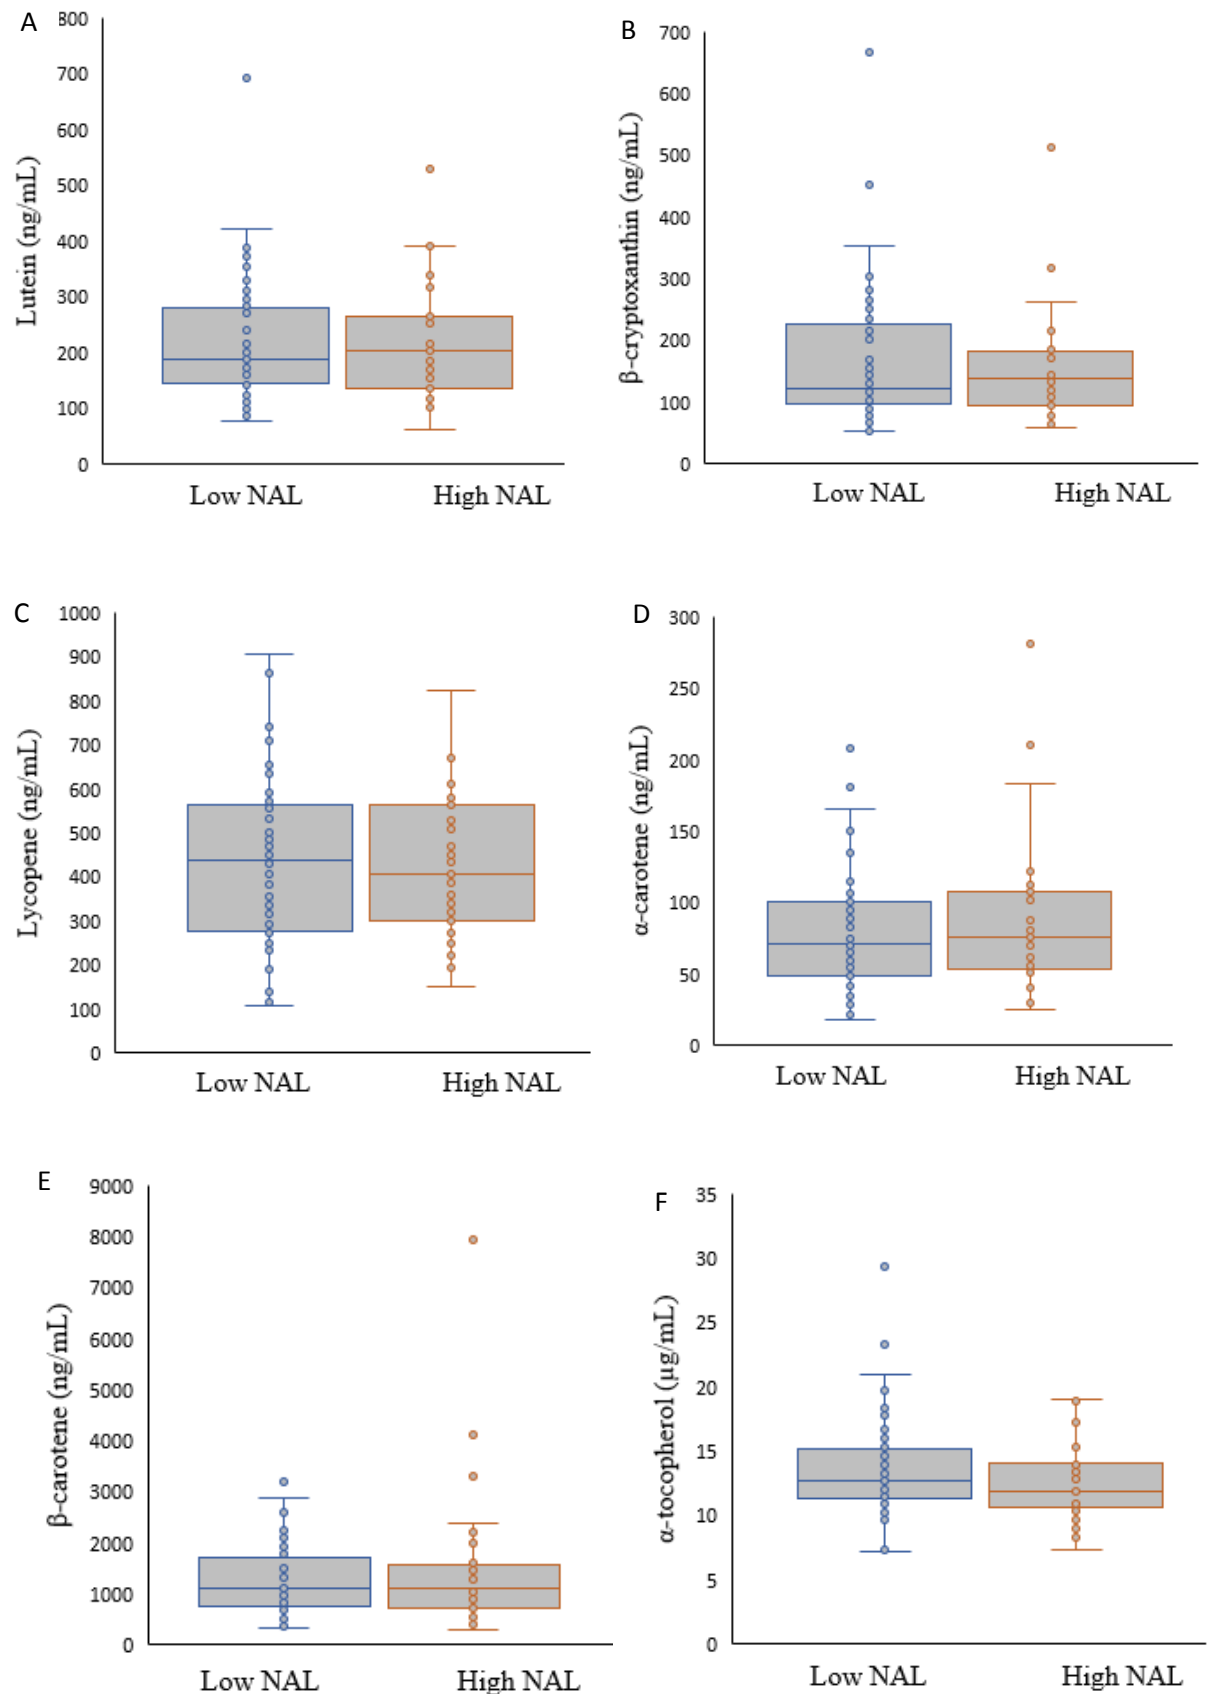 A
800
700
600
500
400
300
200
100
0
Lutein (ng/mL)
Low NAL
High NAL
B
700
600
500
400
300
200
100
0
β-cryptoxanthin (ng/mL)
Low NAL
High NAL
C
1000
900
800
700
600
500
400
300
200
100
0
Lycopene (ng/mL)
Low NAL
High NAL
D
300
250
200
150
100
50
0
α-carotene (ng/mL)
Low NAL
High NAL
E
9000
8000
7000
6000
5000
4000
3000
2000
1000
0
β-carotene (ng/mL)
Low NAL
High NAL
F
35
30
25
20
15
10
5
0
α-tocopherol (µg/mL)
Low NAL
High NAL